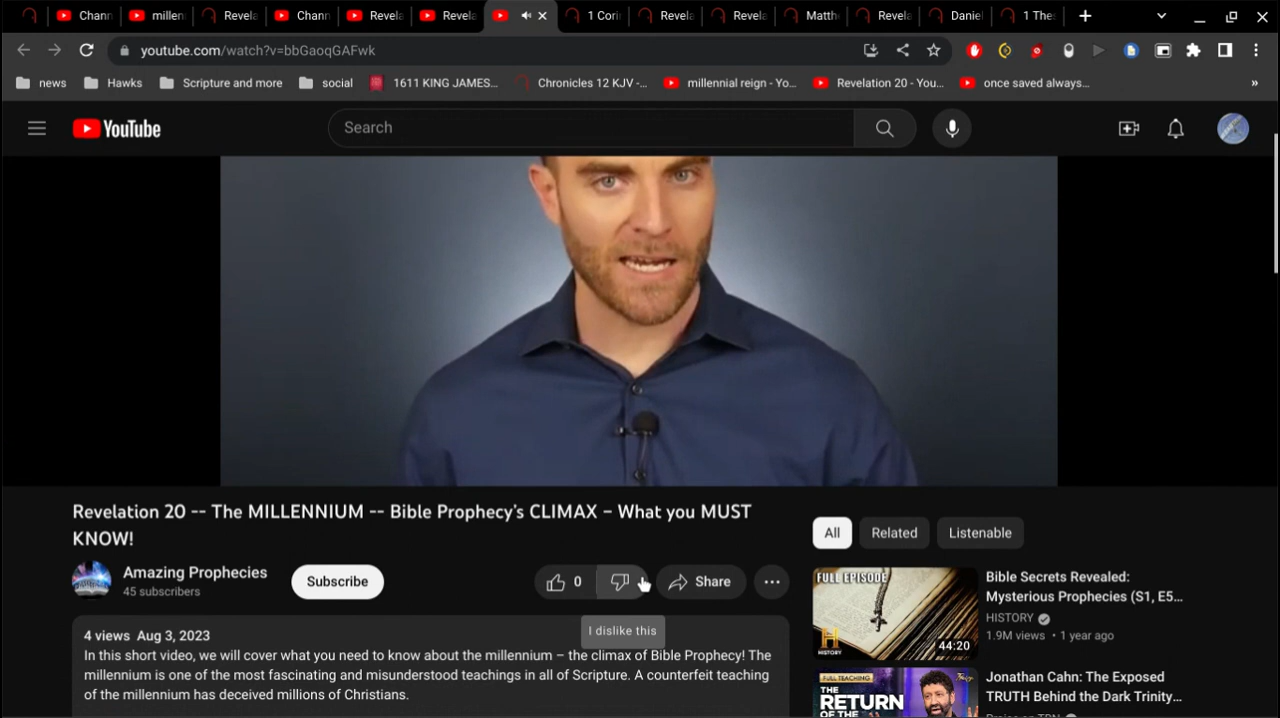 Chann
millen
Revela
Chann
Revela
Revela
1 Corin
Revela
Revela
Matth
Revela
Daniel
1 Thes
youtube.com/watch?v=bbGaoqGAFwk
news
Hawks
Scripture and more
social
1611 KING JAMES...
Chronicles 12 KJV -...
millennial reign - Yo...
Revelation 20 - You...
once saved always...
»
YouTube
Search
Revelation 20 -- The MILLENNIUM -- Bible Prophecy's CLIMAX – What you MUST
KNOW!
Amazing Prophecies
45 subscribers
Subscribe
0
Share
I dislike this
4 views Aug 3, 2023
In this short video, we will cover what you need to know about the millennium – the climax of Bible Prophecy! The
millennium is one of the most fascinating and misunderstood teachings in all of Scripture. A counterfeit teaching
of the millennium has deceived millions of Christians.
All
Related
Listenable
FULL EPISODE
H
HISTORY
44:20
Bible Secrets Revealed:
Mysterious Prophecies (S1, E5...
HISTORY
1.9M views • 1 year ago
FULL TEACHING
THE
RETURN
OF THE
Jonathan Cahn: The Exposed
TRUTH Behind the Dark Trinity...
Praise on TBN